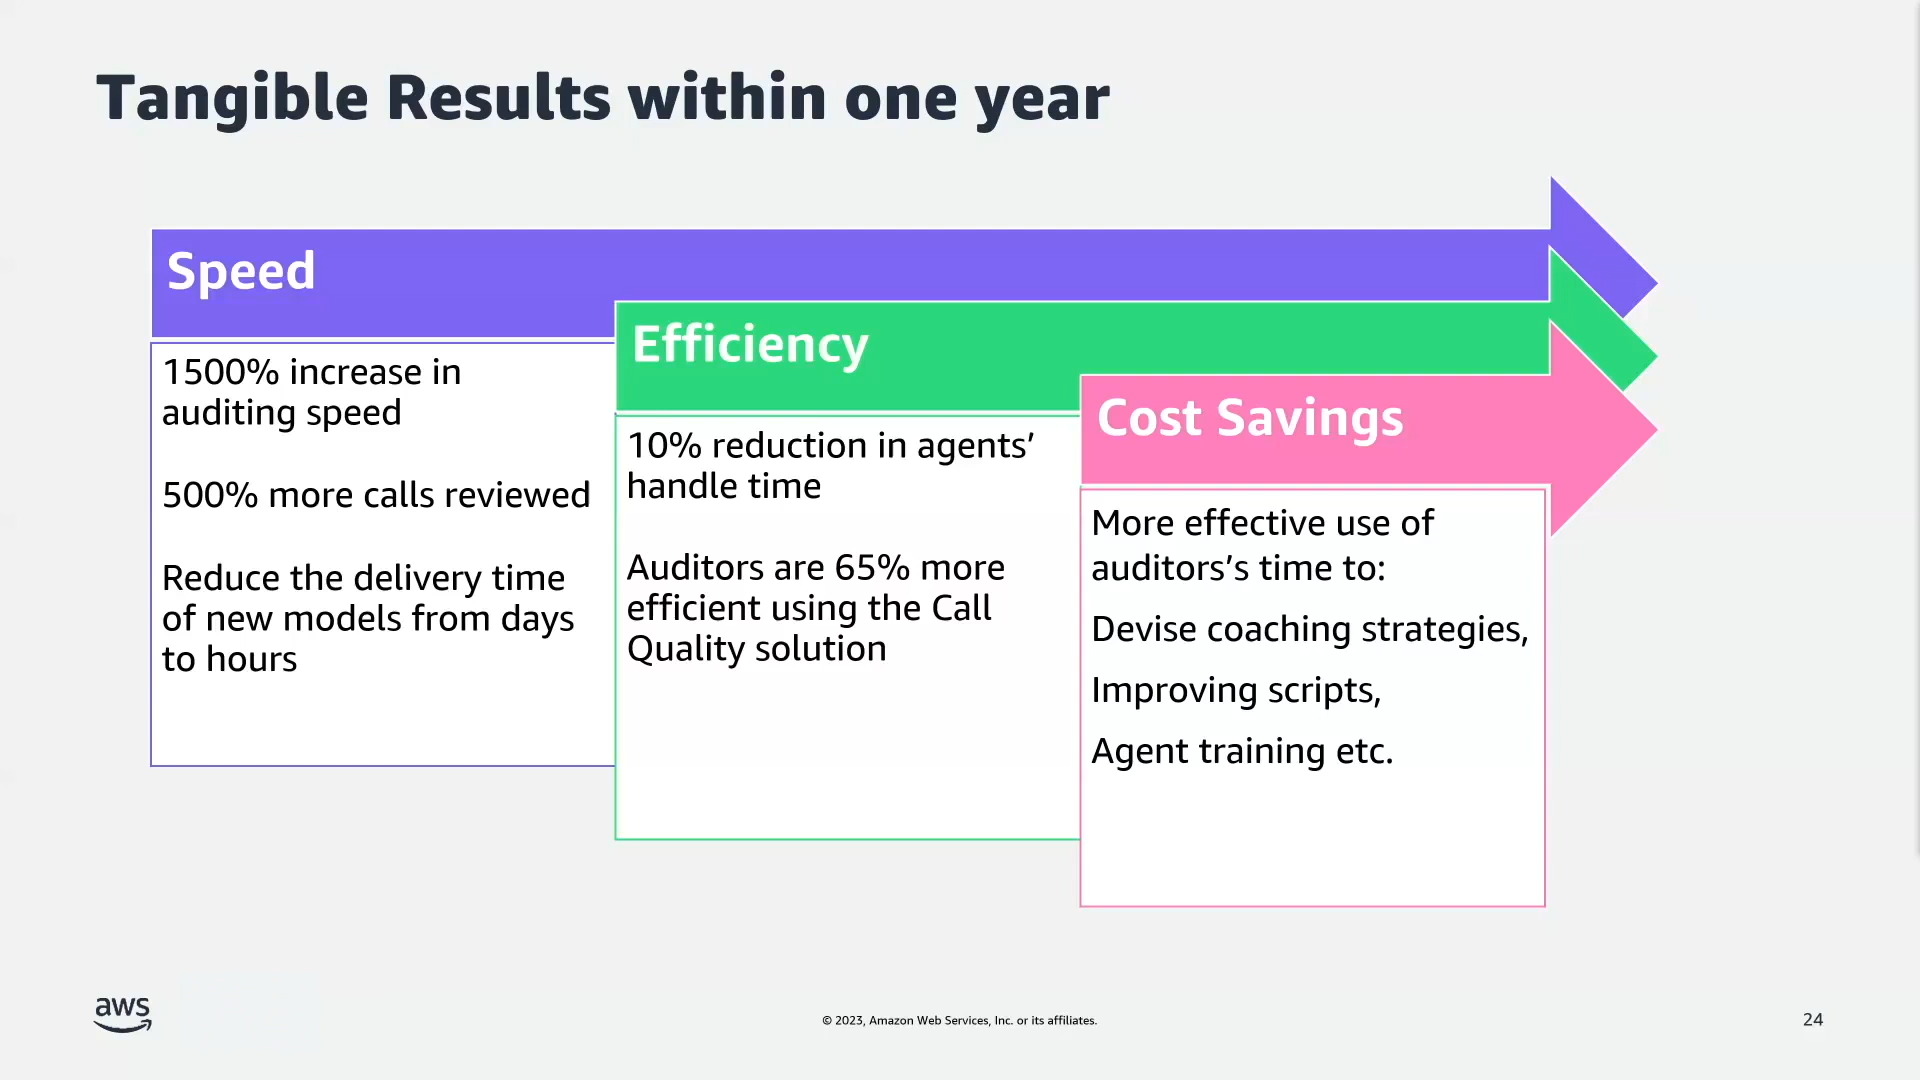 Tangible Results within one year
Speed
1500% increase in
auditing speed
500% more calls reviewed
Reduce the delivery time
of new models from days
to hours
Efficiency
10% reduction in agents’
handle time
Auditors are 65% more
efficient using the Call
Quality solution
Cost Savings
More effective use of
auditors’s time to:
Devise coaching strategies,
Improving scripts,
Agent training etc.
aws
© 2023, Amazon Web Services, Inc. or its affiliates.
24